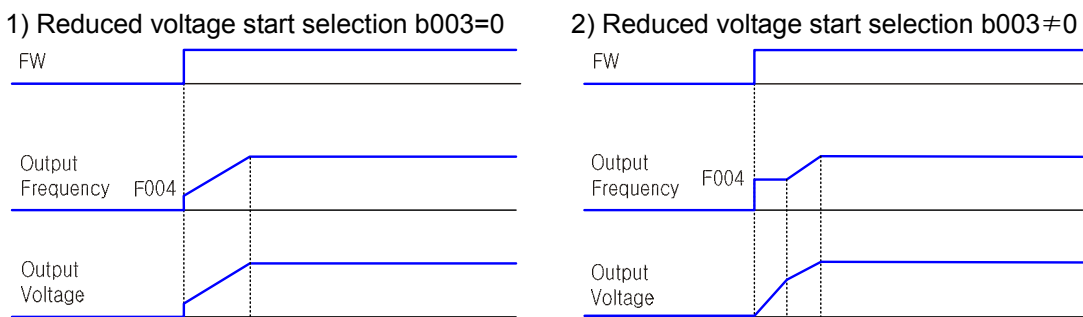 1) Reduced voltage start selection b003=0
FW
Output
Frequency F004
Output
Voltage
2) Reduced voltage start selection b003≠0
FW
Output
Frequency F004
Output
Voltage